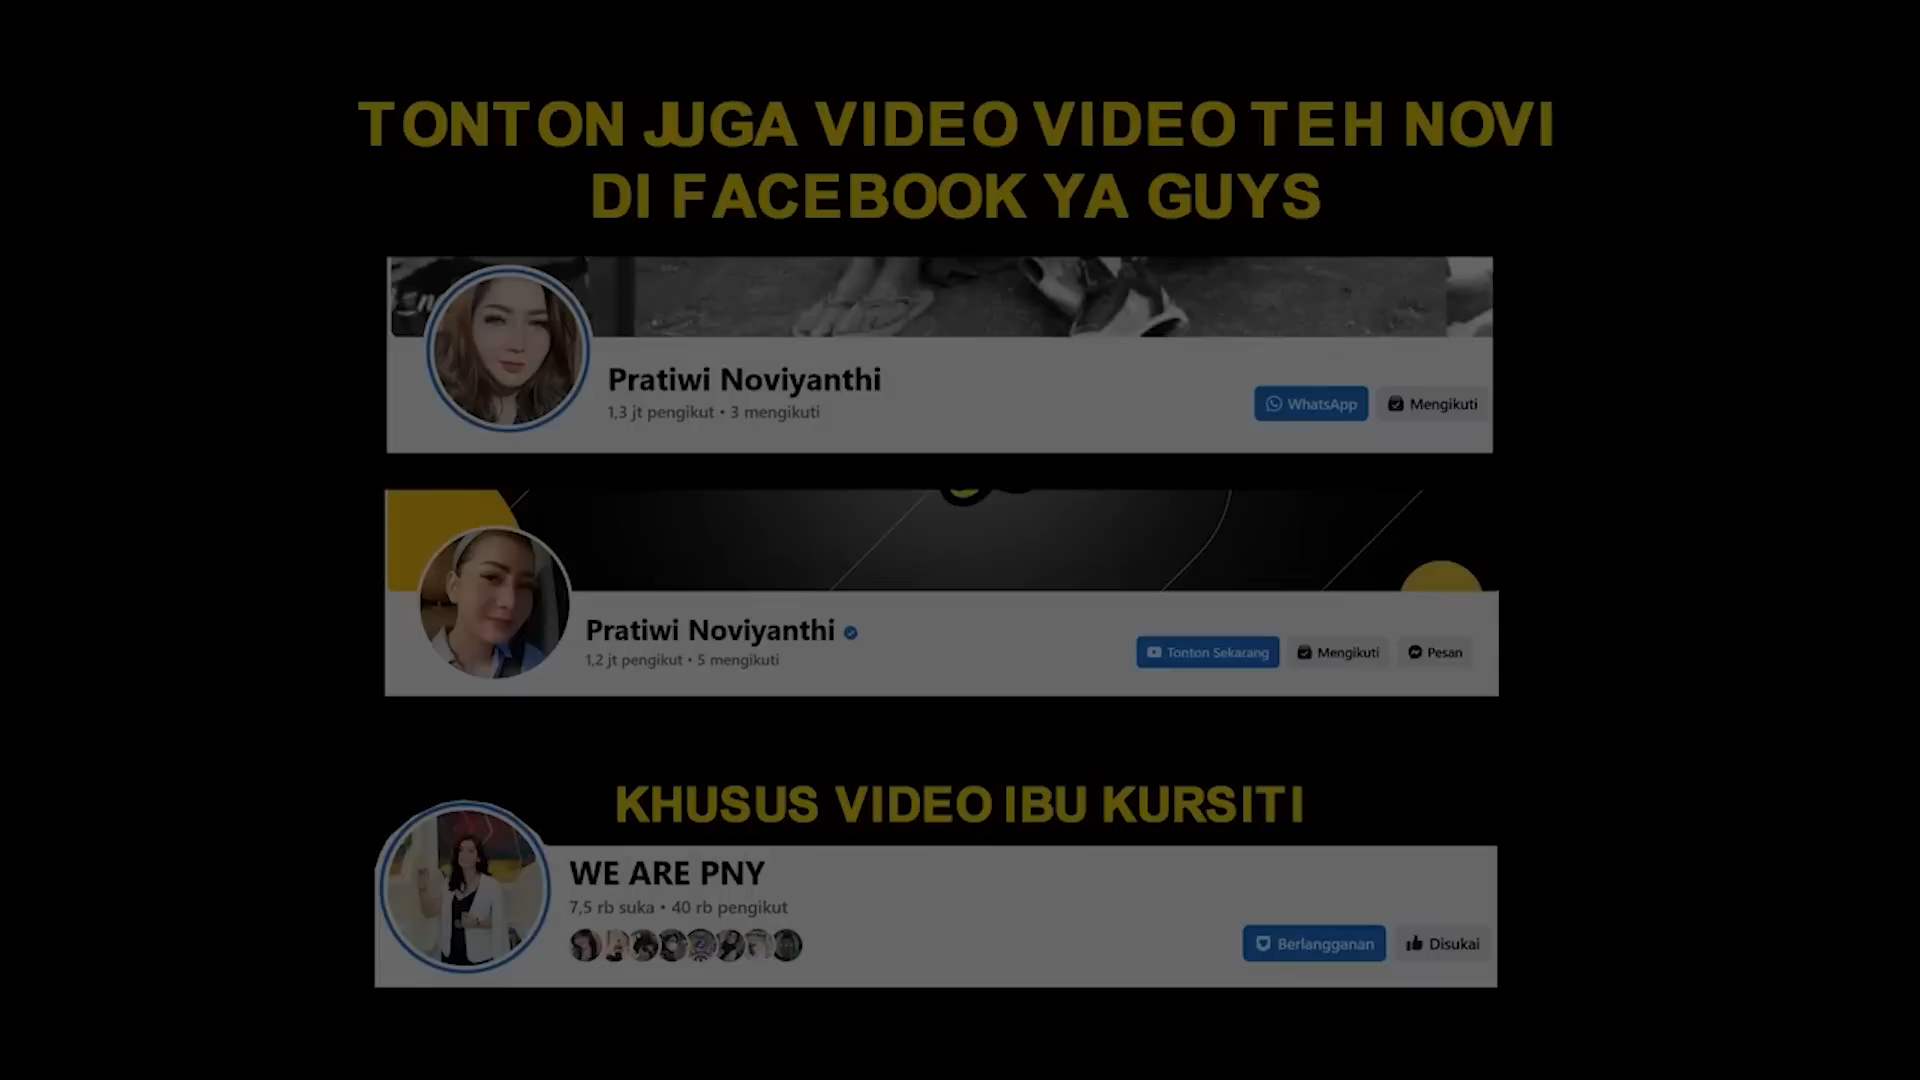 TONTON JUGA VIDEO VIDEO TEH NOVI
DI FACEBOOK YA GUYS
Pratiwi Noviyanthi
1,3 jt pengikut • 3 mengikuti
WhatsApp
Mengikuti
Pratiwi Noviyanthi
1,2 jt pengikut • 5 mengikuti
Tonton Sekarang
Mengikuti
Pesan
KHUSUS VIDEO IBU KURSITI
WE ARE PNY
7,5 rb suka • 40 rb pengikut
Berlangganan
Disukai